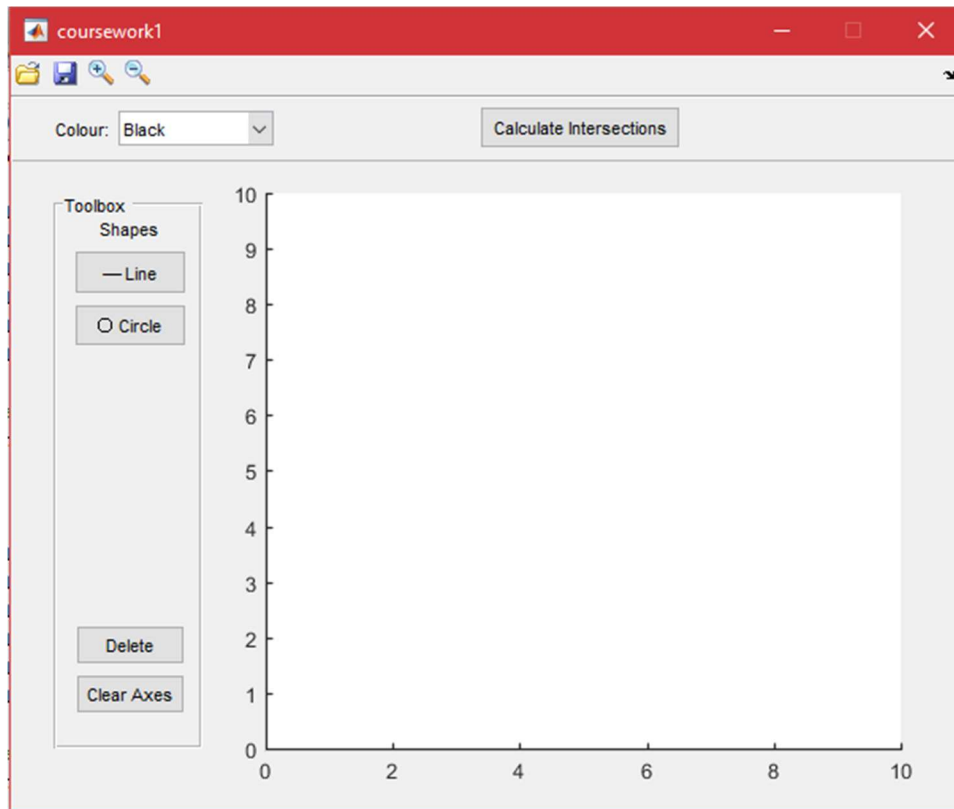 coursework1
Colour: Black
Calculate Intersections
Toolbox
Shapes
Line
Circle
Delete
Clear Axes
10
9
8
7
6
5
4
3
2
1
0
0 2 4 6 8 10